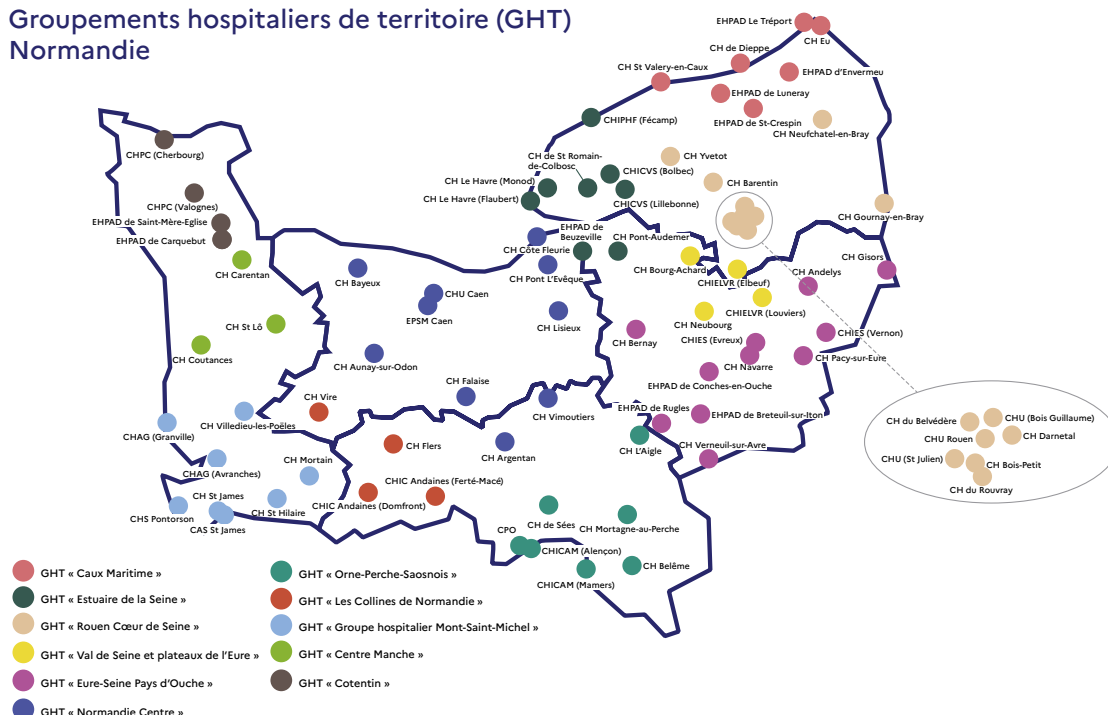 Groupements hospitaliers de territoire (GHT)
Normandie
EHPAD Le Tréport
CH Eu
CH de Dieppe
CH St Valery-en-Caux
EHPAD d'Envermeu
EHPAD de Luneray
EHPAD de St-Crespin
CHIPHF (Fécamp)
CH Neufchatel-en-Bray
CHPC (Cherbourg)
CH de St Romain-
de-Colbosc
CH Yvetot
CHICVS (Bolbec)
CH Le Havre (Monod)
CH Barentin
CH Le Havre (Flaubert)
CHICVS (Lillebonne)
CHPC (Valognes)
CH Gournay-en-Bray
EHPAD de Saint-Mère-Eglise
EHPAD de Carquebut
EHPAD de
Beuzeville
CH Pont-Audemer
CH Côte Fleurie
CH Gisors
CH Carentan
CH Bayeux
CH Pont L'Evêque
CH Bourg-Achard
CH Andelys
CHIELVR (Elbeuf)
CHU Caen
EPSM Caen
CHIELVR (Louviers)
CH St Lô
CH Lisieux
CH Neubourg
CHIES (Vernon)
CH Bernay
CHIES (Evreux)
CH Coutances
CH Aunay-sur-Odon
CH Navarre
CH Pacy-sur-Eure
EHPAD de Conches-en-Ouche
CH Falaise
CH Vire
CH Vimoutiers
EHPAD de Rugles
EHPAD de Breteuil-sur-Iton
CH Villedieu-les-Poëles
CHAG (Granville)
CH Flers
CH Argentan
CH L'Aigle
CH Verneuil-sur-Avre
CH du Belvédère
CHU (Bois Guillaume)
CHU Rouen
CH Darnetal
CHU (St Julien)
CH Bois-Petit
CH du Rouvray
CH Mortain
CHAG (Avranches)
CHIC Andaines (Ferté-Macé)
CH St James
CH St Hilaire
CHIC Andaines (Domfront)
CHS Pontorson
CAS St James
CPO
CH de Sées
CH Mortagne-au-Perche
CHICAM (Alençon)
CH Belême
CHICAM (Mamers)
GHT « Caux Maritime »
GHT « Estuaire de la Seine »
GHT « Rouen Cœur de Seine »
GHT « Val de Seine et plateaux de l'Eure »
GHT « Eure-Seine Pays d'Ouche »
GHT « Normandie Centre »
GHT « Orne-Perche-Saosnois »
GHT « Les Collines de Normandie »
GHT « Groupe hospitalier Mont-Saint-Michel »
GHT « Centre Manche »
GHT « Cotentin »